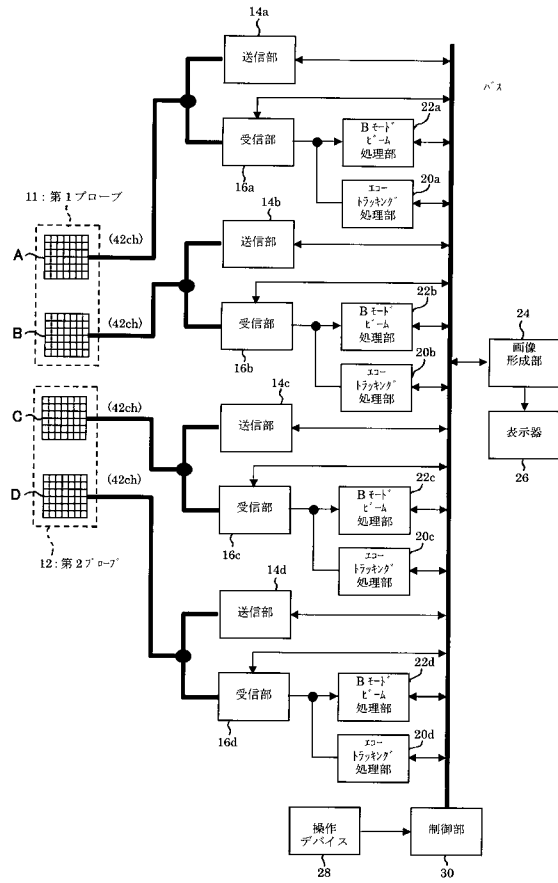 14a
送信部
バス
22a
Bモード
ビーム
処理部
受信部
16a
20a
エコー
トラッキング
処理部
11:第1プローブ
A
(42ch)
14b
送信部
B
(42ch)
22b
Bモード
ビーム
処理部
受信部
16b
20b
エコー
トラッキング
処理部
24
画像
形成部
表示器
26
C
(42ch)
14c
送信部
D
(42ch)
22c
Bモード
ビーム
処理部
受信部
16c
20c
エコー
トラッキング
処理部
12:第2プローブ
14d
送信部
22d
Bモード
ビーム
処理部
受信部
16d
20d
エコー
トラッキング
処理部
操作
デバイス
28
制御部
30